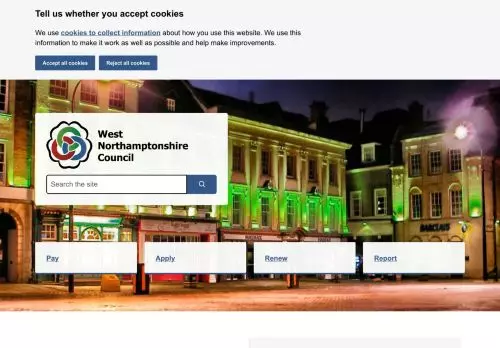 Tell us whether you accept cookies
We use cookies to collect information about how you use this website. We use this
information to make it work as well as possible and help make improvements.
Accept all cookies Reject all cookies
West
Northamptonshire
Council
Search the site
BARCLAYS
Pay Apply Renew Report